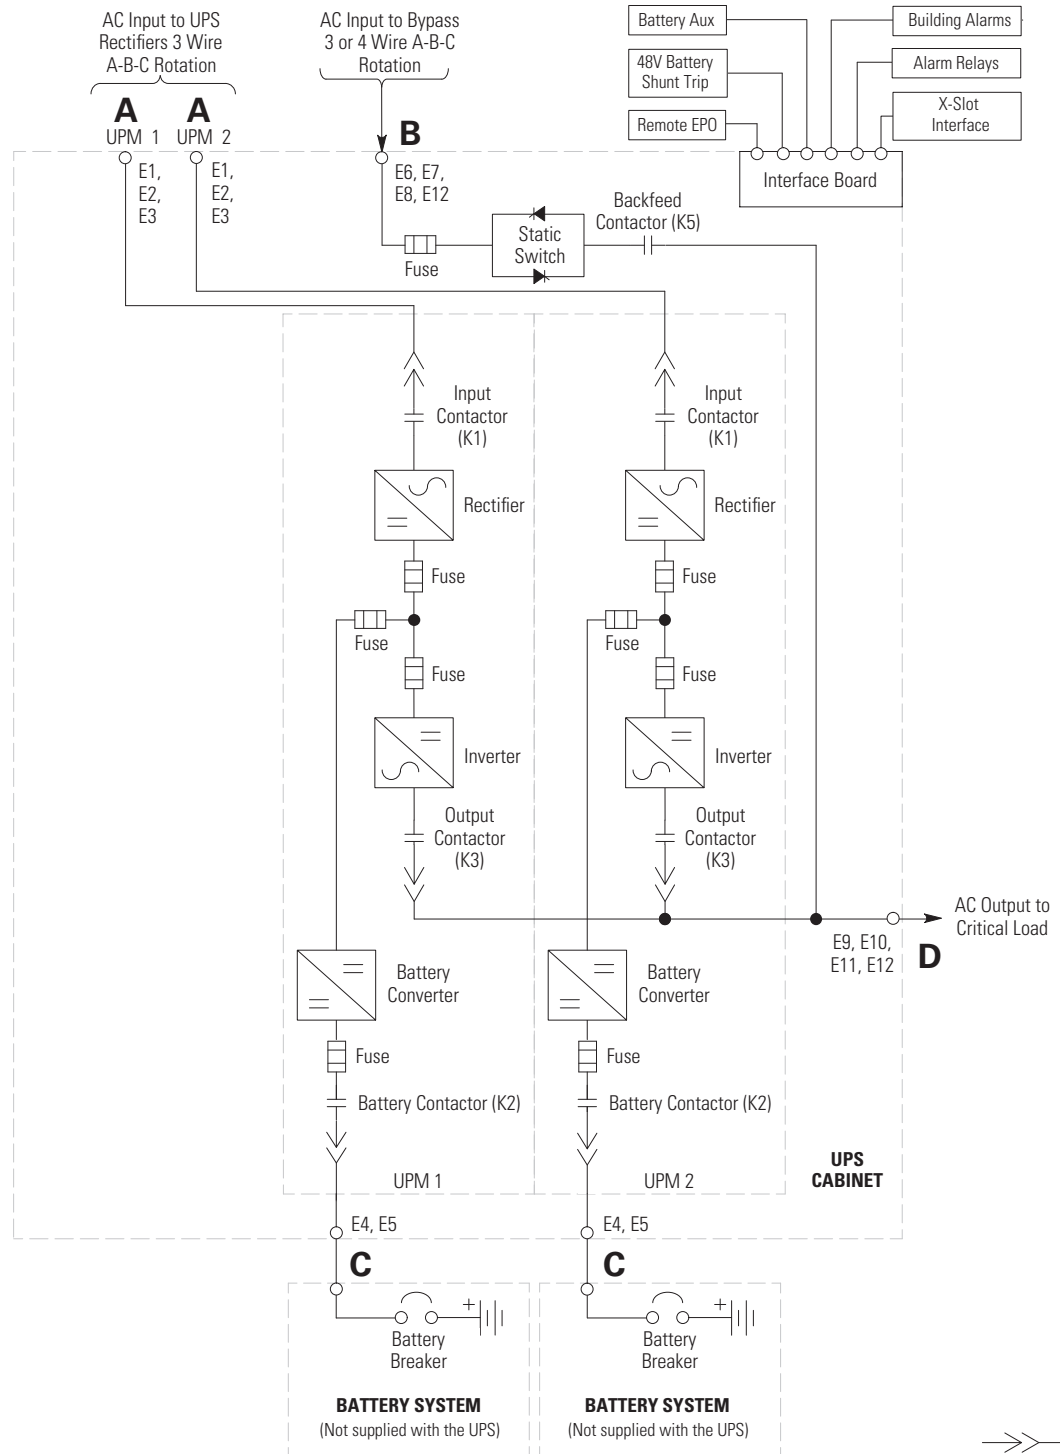 AC Input to UPS
Rectifiers 3 Wire
A-B-C Rotation
AC Input to Bypass
3 or 4 Wire A-B-C
Rotation
Battery Aux
48V Battery
Shunt Trip
Remote EPO
Building Alarms
Alarm Relays
X-Slot
Interface
Interface Board
A
UPM 1
A
UPM 2
B
E1,
E2,
E3
E1,
E2,
E3
E6, E7,
E8, E12
Fuse
Static
Switch
Backfeed
Contactor (K5)
Input
Contactor
(K1)
Input
Contactor
(K1)
Rectifier
Rectifier
Fuse
Fuse
Fuse
Fuse
Fuse
Fuse
Inverter
Inverter
Output
Contactor
(K3)
Output
Contactor
(K3)
AC Output to
Critical Load
E9, E10,
E11, E12
D
Battery
Converter
Battery
Converter
Fuse
Fuse
Battery Contactor (K2)
Battery Contactor (K2)
UPM 1
UPM 2
UPS
CABINET
E4, E5
E4, E5
C
C
+
+
Battery
Breaker
Battery
Breaker
BATTERY SYSTEM
(Not supplied with the UPS)
BATTERY SYSTEM
(Not supplied with the UPS)